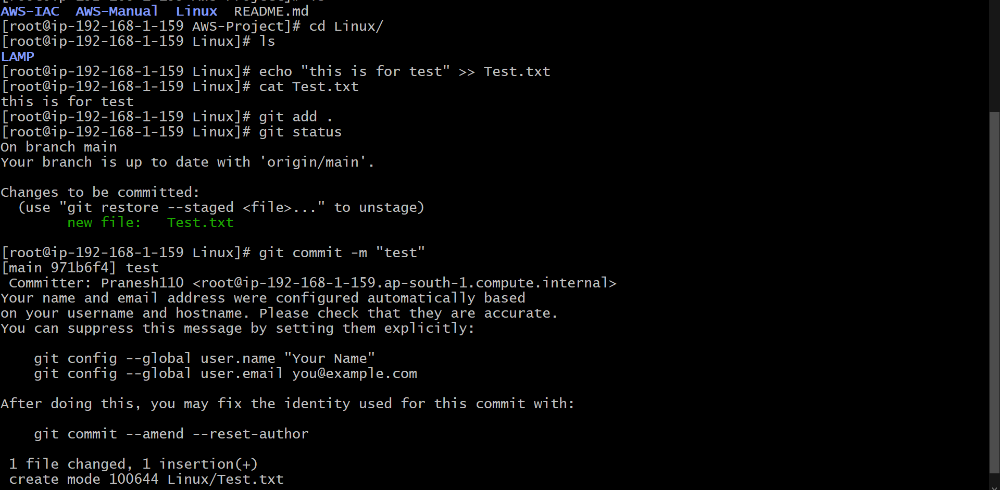 AWS-IAC  AWS-Manual  Linux  README.md
[root@ip-192-168-1-159 AWS-Project]# cd Linux/
[root@ip-192-168-1-159 Linux]# ls
LAMP
[root@ip-192-168-1-159 Linux]# echo "this is for test" >> Test.txt
[root@ip-192-168-1-159 Linux]# cat Test.txt
this is for test
[root@ip-192-168-1-159 Linux]# git add .
[root@ip-192-168-1-159 Linux]# git status
On branch main
Your branch is up to date with 'origin/main'.

Changes to be committed:
  (use "git restore --staged <file>..." to unstage)
        new file:   Test.txt

[root@ip-192-168-1-159 Linux]# git commit -m "test"
[main 971b6f4] test
 Committer: Pranesh110 <root@ip-192-168-1-159.ap-south-1.compute.internal>
Your name and email address were configured automatically based
on your username and hostname. Please check that they are accurate.
You can suppress this message by setting them explicitly:

    git config --global user.name "Your Name"
    git config --global user.email you@example.com

After doing this, you may fix the identity used for this commit with:

    git commit --amend --reset-author

 1 file changed, 1 insertion(+)
 create mode 100644 Linux/Test.txt